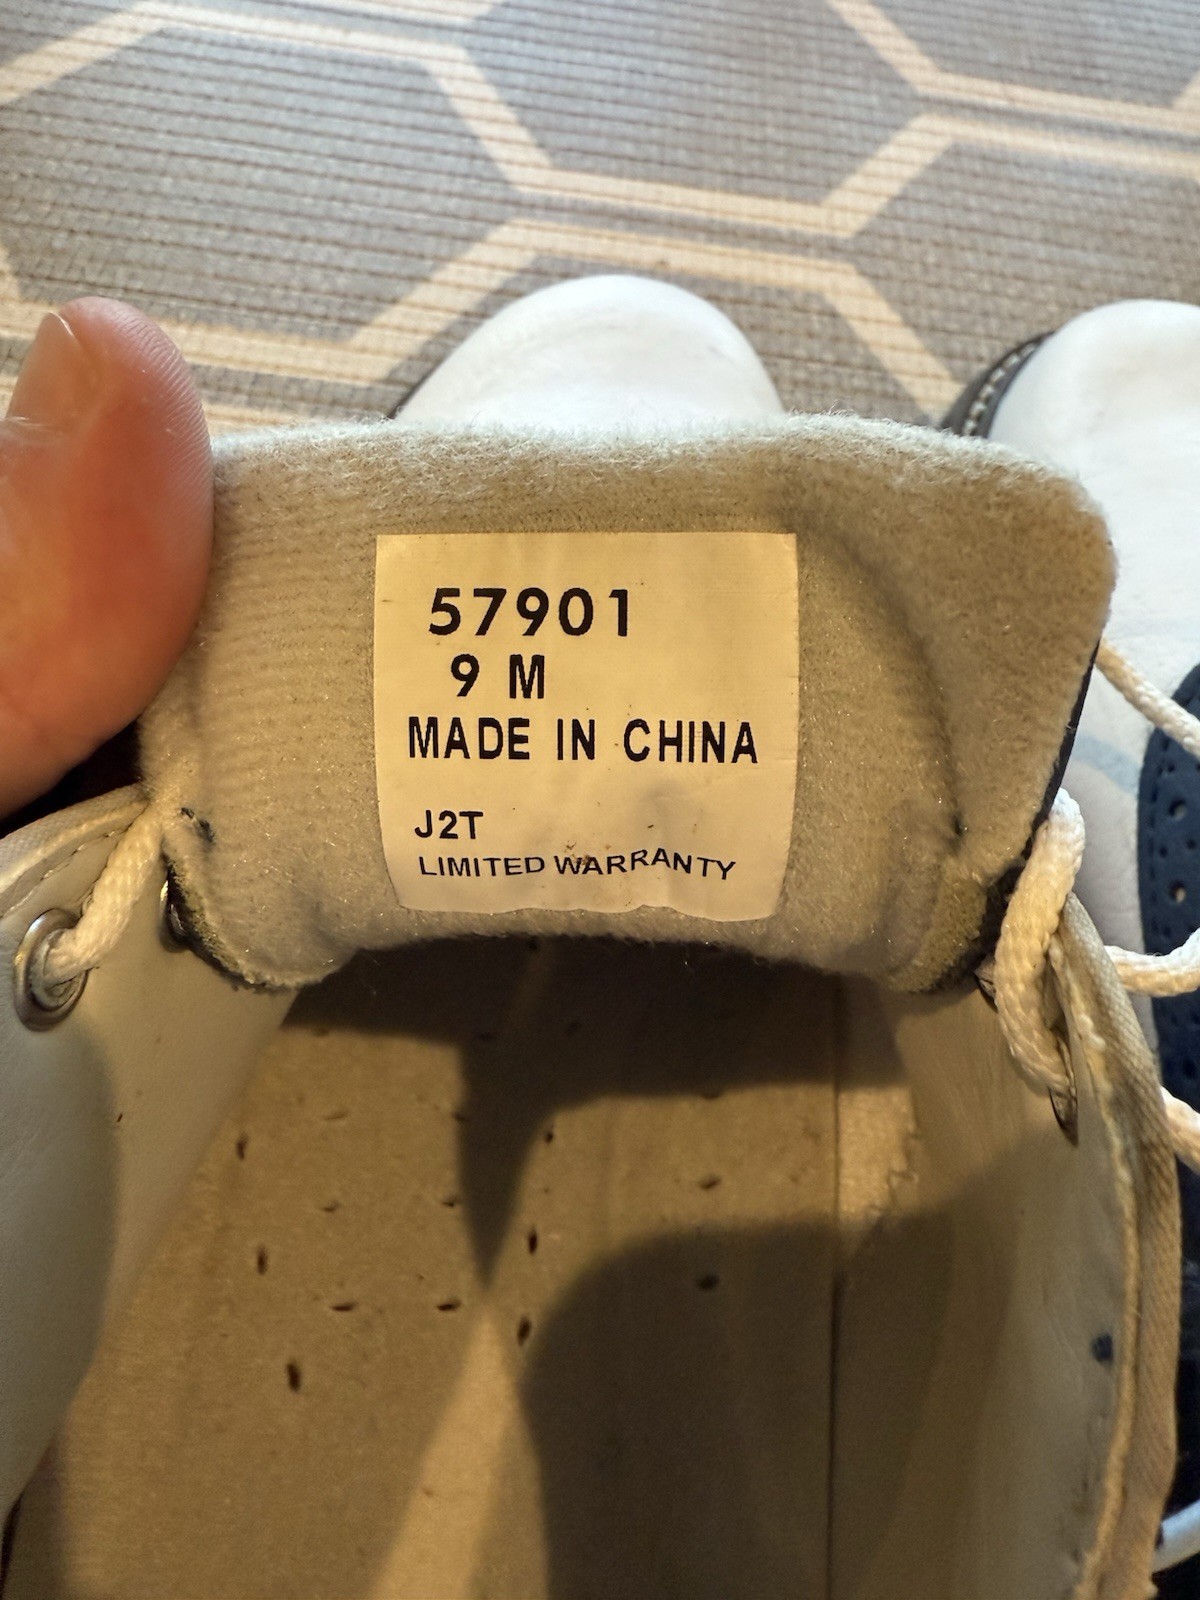 57901
9 M
MADE IN CHINA
J2T
LIMITED WARRANTY